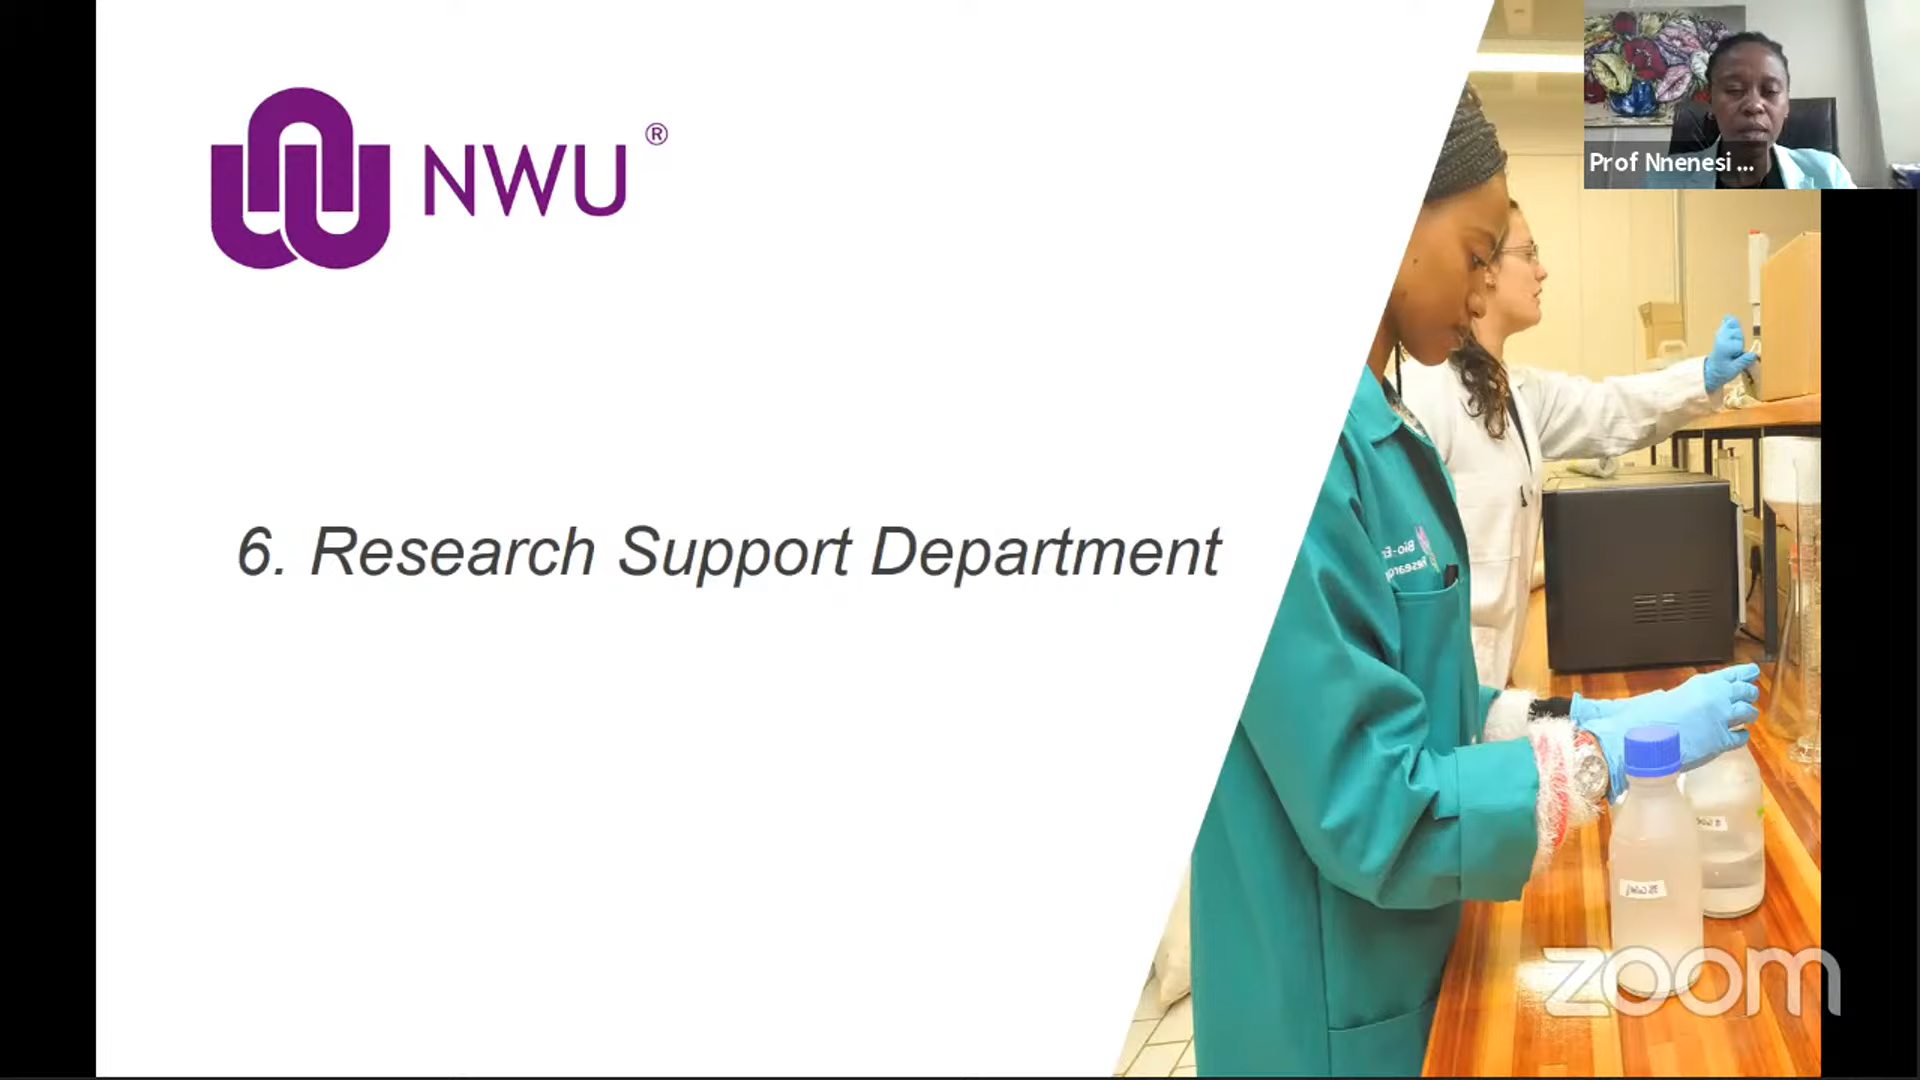 NWU®
Prof Nnenesi ...
6. Research Support Department
zoom